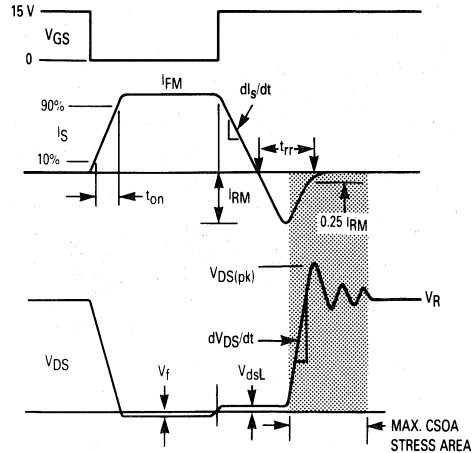 15 V
VGS
0
IFM
dIs/dt
90%
IS
trr
10%
ton
IRM
0.25 IRM
VDS(pk)
VR
dVDS/dt
VDS
Vf
VdsL
MAX. CSOA
STRESS AREA